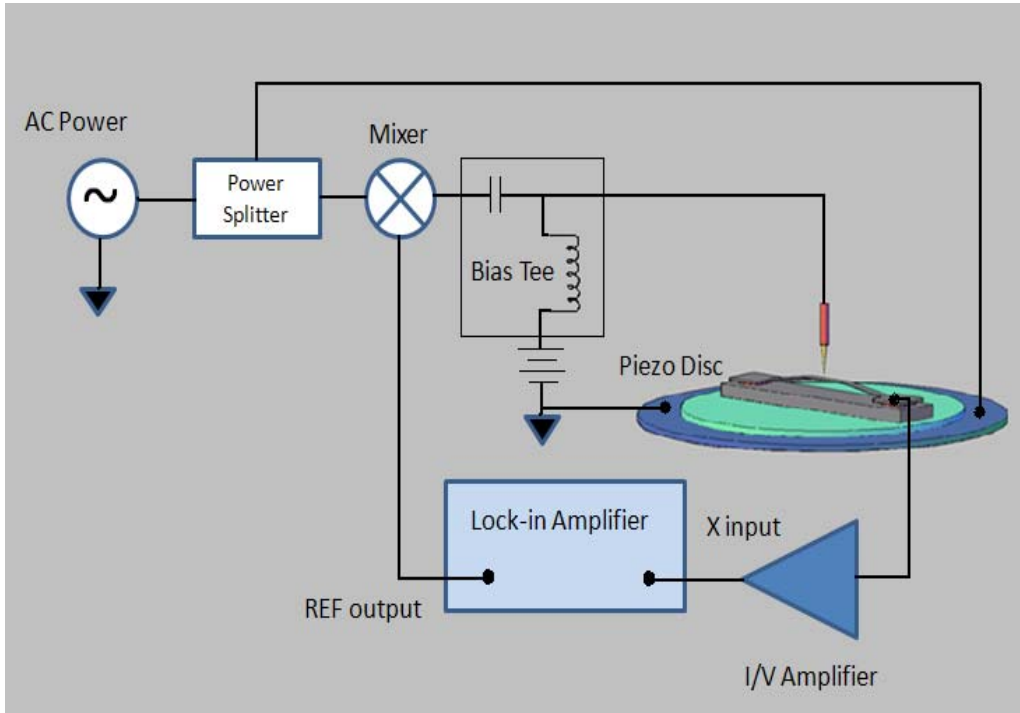 AC Power
Mixer
Power
Splitter
Bias Tee
Piezo Disc
Lock-in Amplifier
X input
REF output
I/V Amplifier